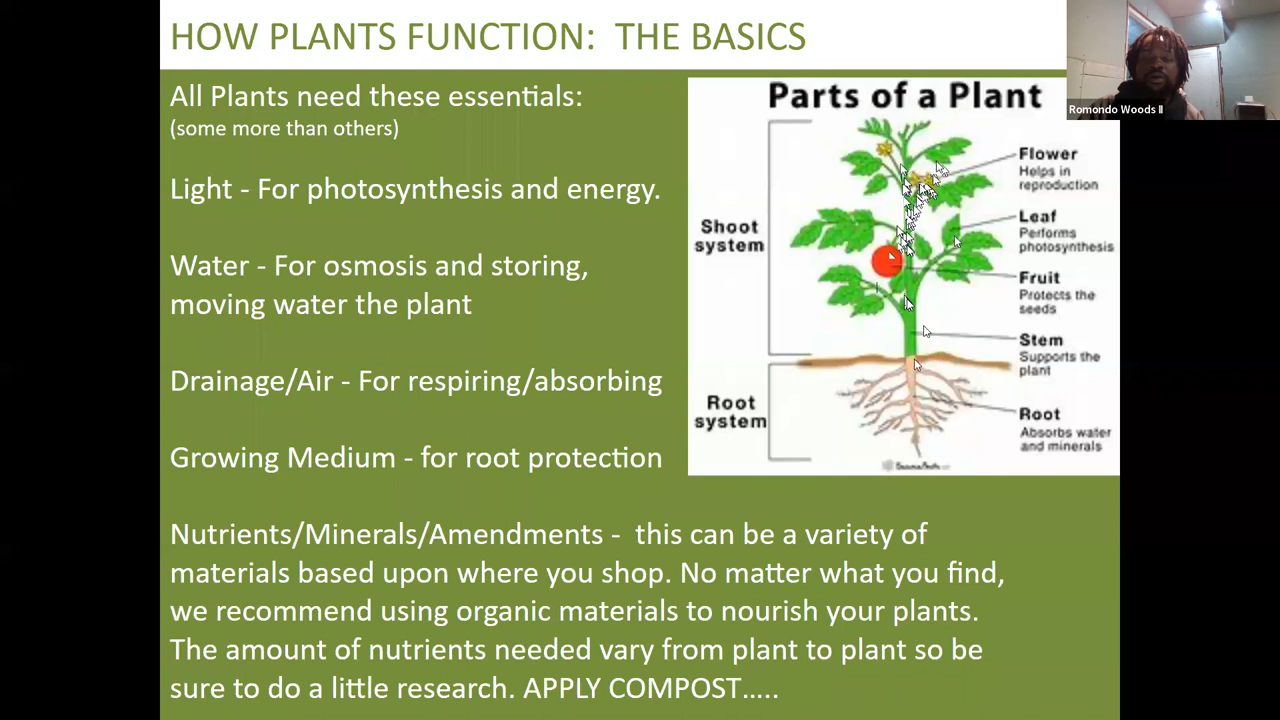 HOW PLANTS FUNCTION:  THE BASICS
All Plants need these essentials:
(some more than others)
Light - For photosynthesis and energy.
Water - For osmosis and storing,
moving water the plant
Drainage/Air - For respiring/absorbing
Growing Medium - for root protection
Nutrients/Minerals/Amendments -  this can be a variety of
materials based upon where you shop. No matter what you find,
we recommend using organic materials to nourish your plants.
The amount of nutrients needed vary from plant to plant so be
sure to do a little research. APPLY COMPOST.....
Parts of a Plant
Shoot
system
Root
system
Flower
Helps in
reproduction
Leaf
Performs
photosynthesis
Fruit
Protects the
seeds
Stem
Supports the
plant
Root
Absorbs water
and minerals
Romondo Woods II